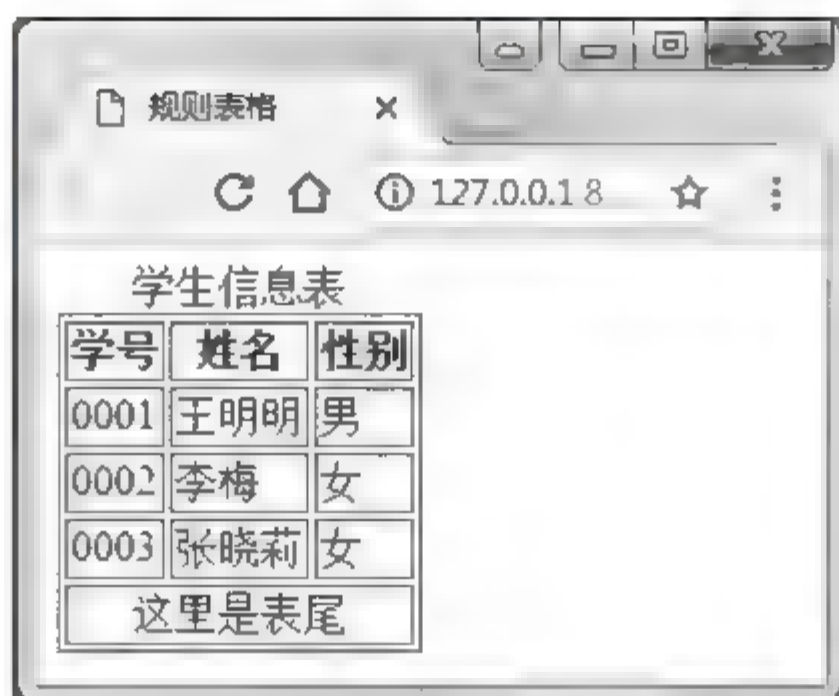 规则表格
127.0.0.1 8
学生信息表
学号 姓名 性别
0001 王明明 男
0002 李梅 女
0003 张晓莉 女
这里是表尾